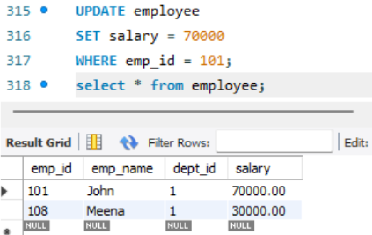 315 UPDATE employee
316 SET salary = 70000
317 WHERE emp_id = 101;
318 select * from employee;
Result Grid Filter Rows: Edit:
emp_id emp_name dept_id salary
101 John 1 70000.00
108 Meena 1 30000.00
NULL NULL NULL NULL